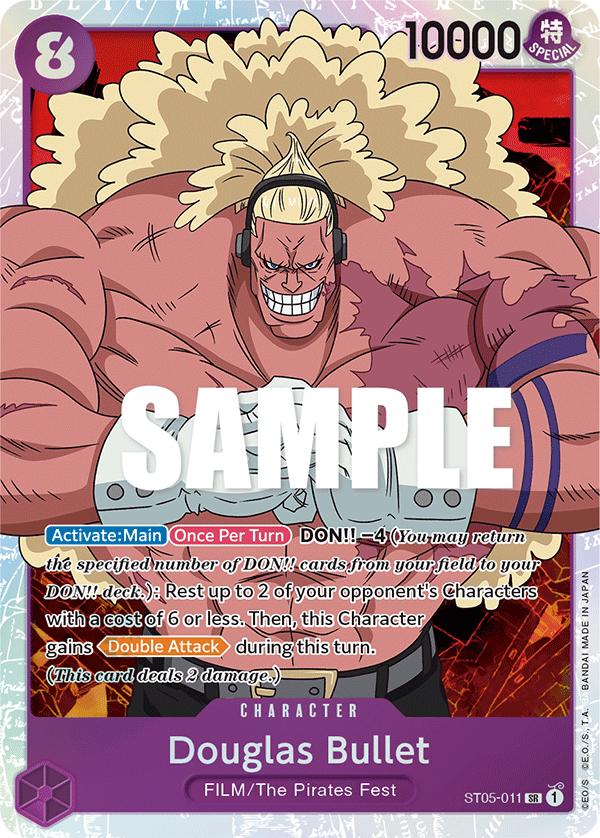 8
10000
特
SPECIAL
SAMPLE
Activate:Main Once Per Turn DON!! −4 (You may return
the specified number of DON!! cards from your field to your
DON!! deck.): Rest up to 2 of your opponent's Characters
with a cost of 6 or less. Then, this Character
gains Double Attack during this turn.
(This card deals 2 damage.)
CHARACTER
Douglas Bullet
FILM/The Pirates Fest
ST05-011 SR 1
©EO/S ©E.O./S., T.A. BANDAI MADE IN JAPAN